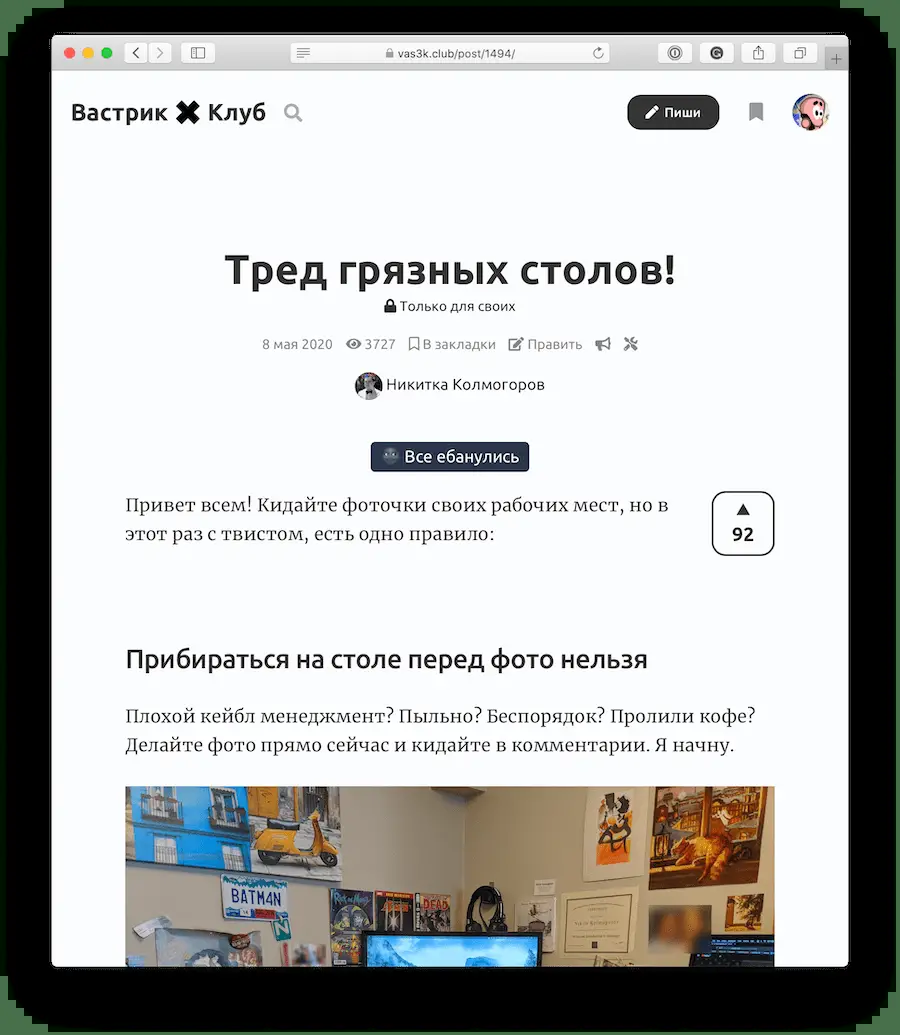 vas3k.club/post/1494/
Вастрик ✖ Клуб
Пиши
Тред грязных столов!
Только для своих
8 мая 2020 3727 В закладки Править
Никитка Колмогоров
Все ебанулись
Привет всем! Кидайте фоточки своих рабочих мест, но в
этот раз с твистом, есть одно правило:
92
Прибираться на столе перед фото нельзя
Плохой кейбл менеджмент? Пыльно? Беспорядок? Пролили кофе?
Делайте фото прямо сейчас и кидайте в комментарии. Я начну.
BATM4N
DEAD